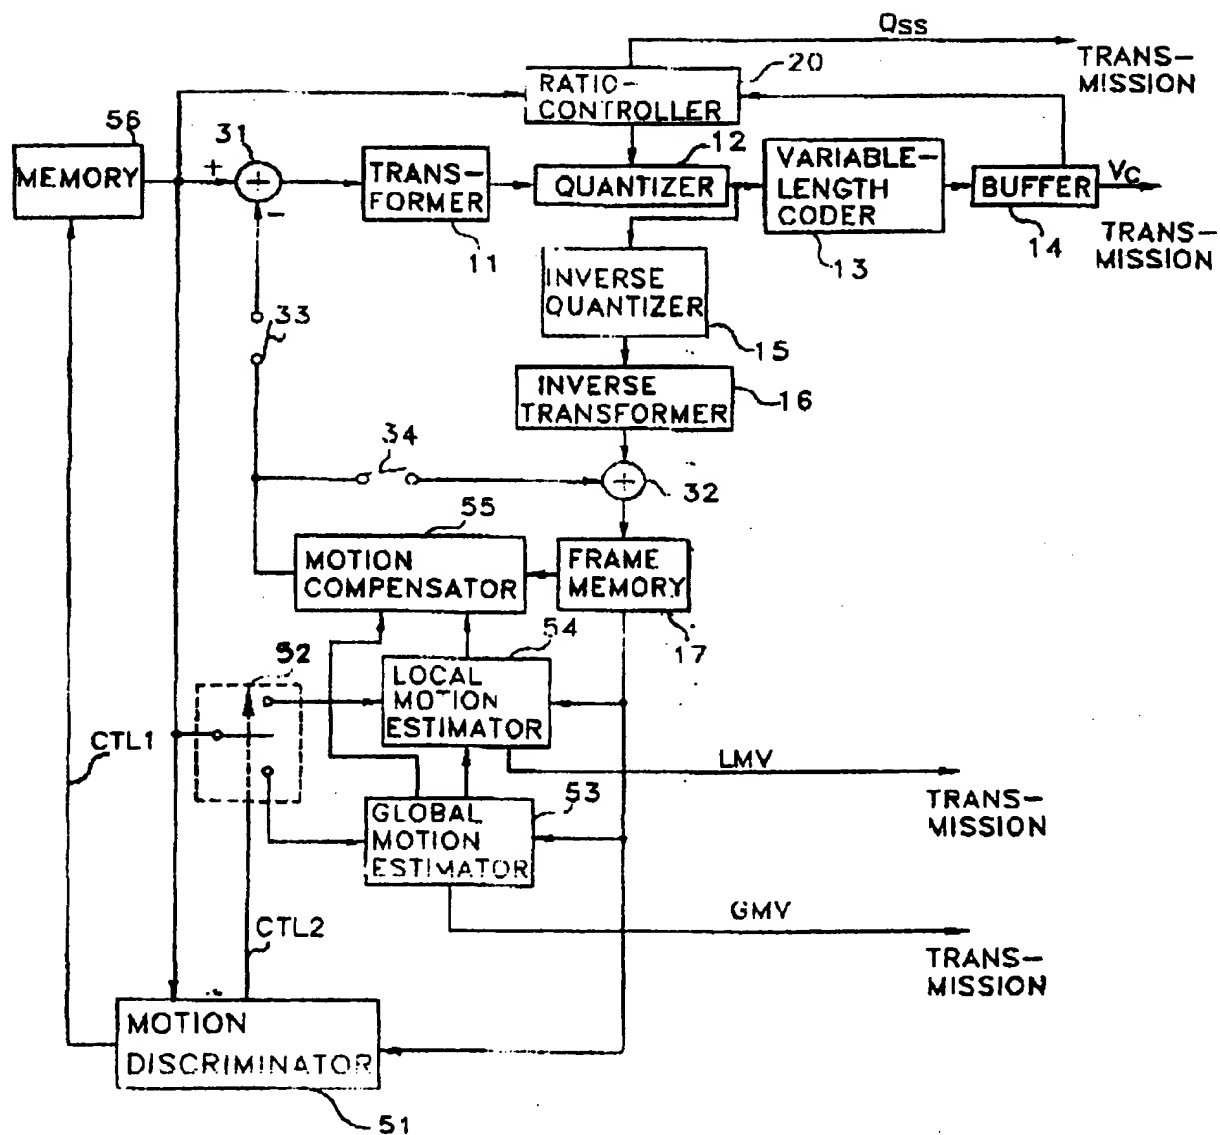 QSS
TRANS-
MISSION
20
RATIO-
CONTROLLER
56
31
12
MEMORY
+
+
-
TRANS-
FORMER
11
QUANTIZER
VARIABLE-
LENGTH
CODER
13
BUFFER
14
VC
TRANS-
MISSION
33
INVERSE
QUANTIZER
15
INVERSE
TRANSFORMER
16
34
+
32
55
MOTION
COMPENSATOR
FRAME
MEMORY
17
54
52
LOCAL
MOTION
ESTIMATOR
CTL1
LMV
TRANS-
MISSION
53
GLOBAL
MOTION
ESTIMATOR
GMV
TRANS-
MISSION
CTL2
MOTION
DISCRIMINATOR
51